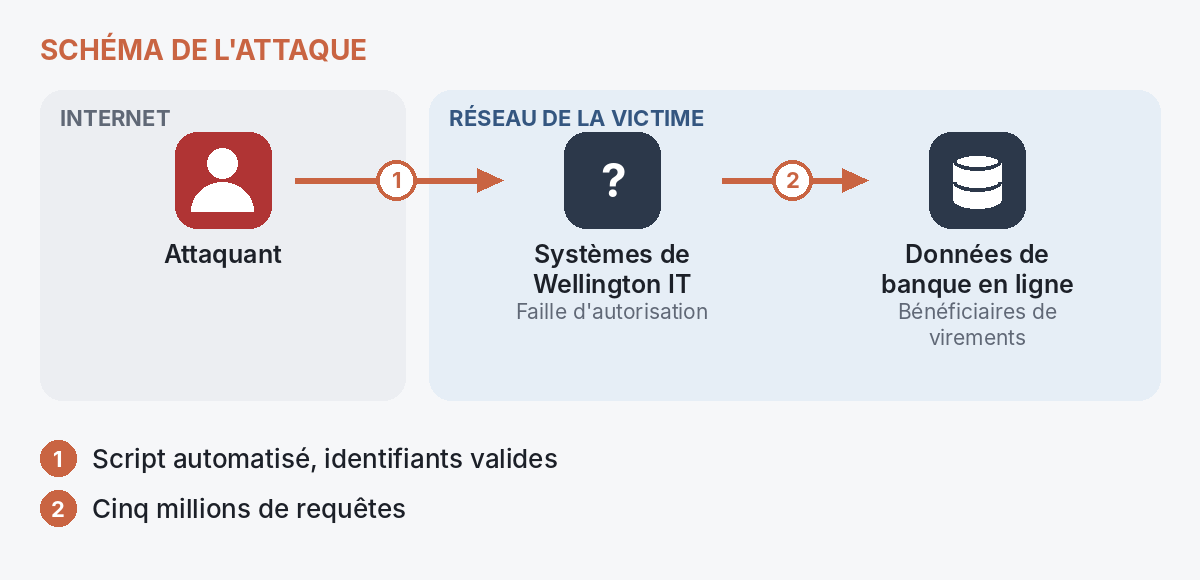 SCHÉMA DE L'ATTAQUE
INTERNET
Attaquant
1
RÉSEAU DE LA VICTIME
?
Systèmes de
Wellington IT
Faille d'autorisation
2
Données de
banque en ligne
Bénéficiaires de
virements
1 Script automatisé, identifiants valides
2 Cinq millions de requêtes